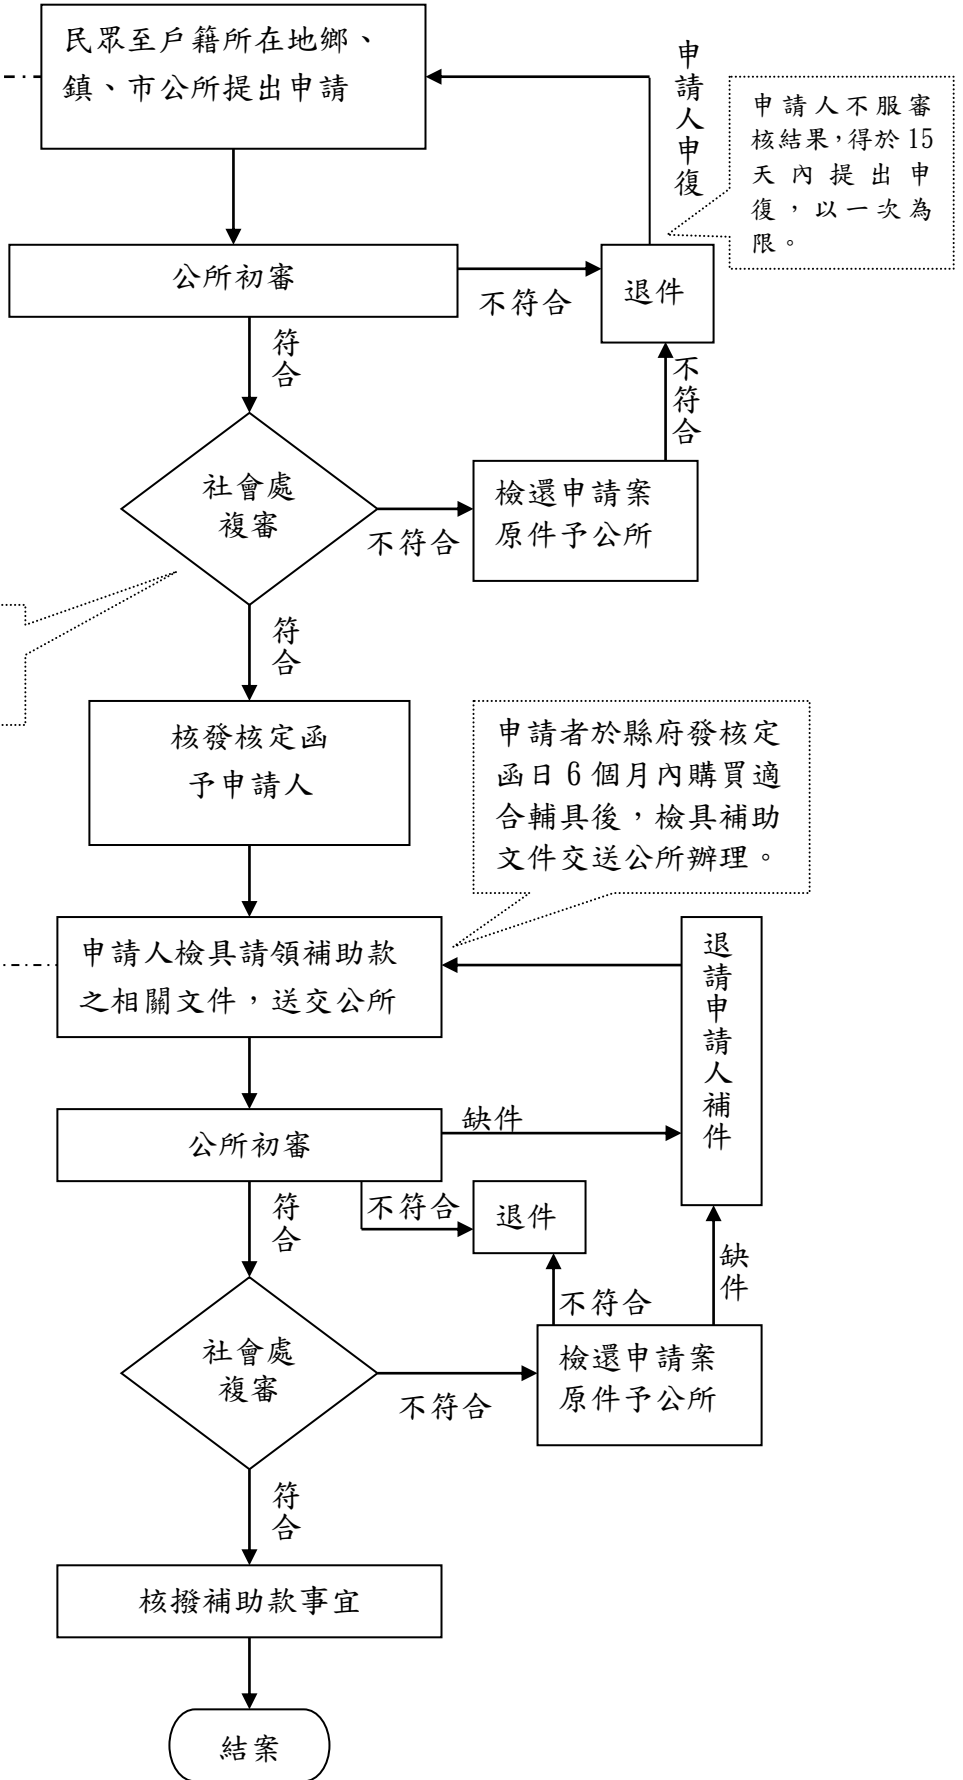 民眾至戶籍所在地鄉、
鎮、市公所提出申請
申請人申復
申請人不服審
核結果,得於 15
天內提出申
復,以一次為
限。
公所初審
不符合
退件
符合
不符合
社會處
複審
不符合
檢還申請案
原件予公所
符合
核發核定函
予申請人
申請者於縣府發核定
函日 6 個月內購買適
合輔具後,檢具補助
文件交送公所辦理。
申請人檢具請領補助款
之相關文件,送交公所
退請申請人補件
公所初審
缺件
符合
不符合
退件
不符合
缺件
社會處
複審
不符合
檢還申請案
原件予公所
符合
核撥補助款事宜
結案